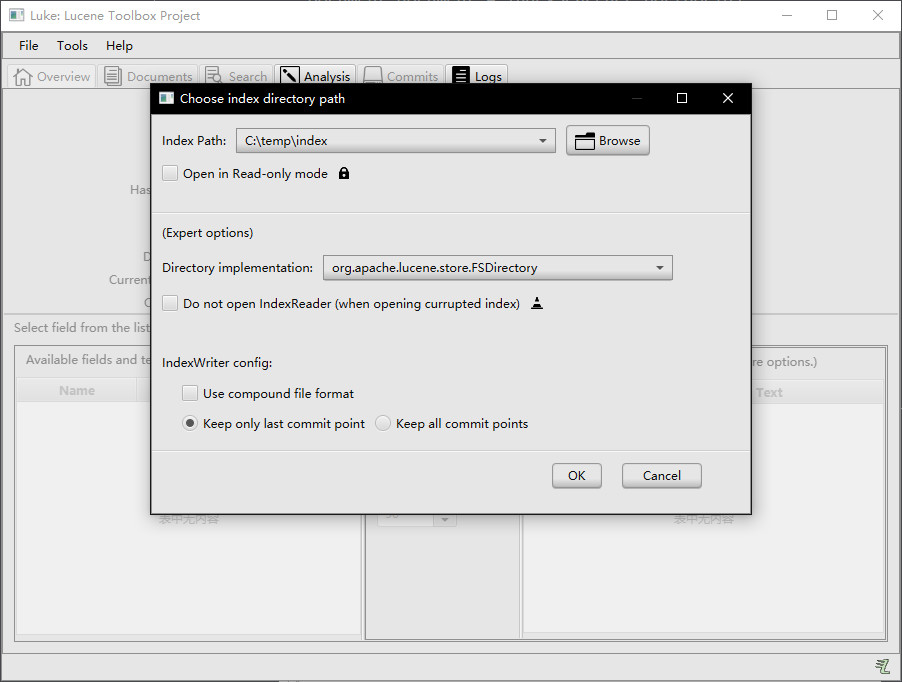 Luke: Lucene Toolbox Project
File Tools Help
Overview Documents Search Analysis Commits Logs
Choose index directory path
Index Path: C:\temp\index Browse
Open in Read-only mode
Has
(Expert options)
D
Directory implementation: org.apache.lucene.store.FSDirectory
Current
Do not open IndexReader (when opening currupted index)
Select field from the list
Available fields and te
re options.)
IndexWriter config:
Name
Text
Use compound file format
Keep only last commit point Keep all commit points
OK Cancel
表中无内容
表中无内容